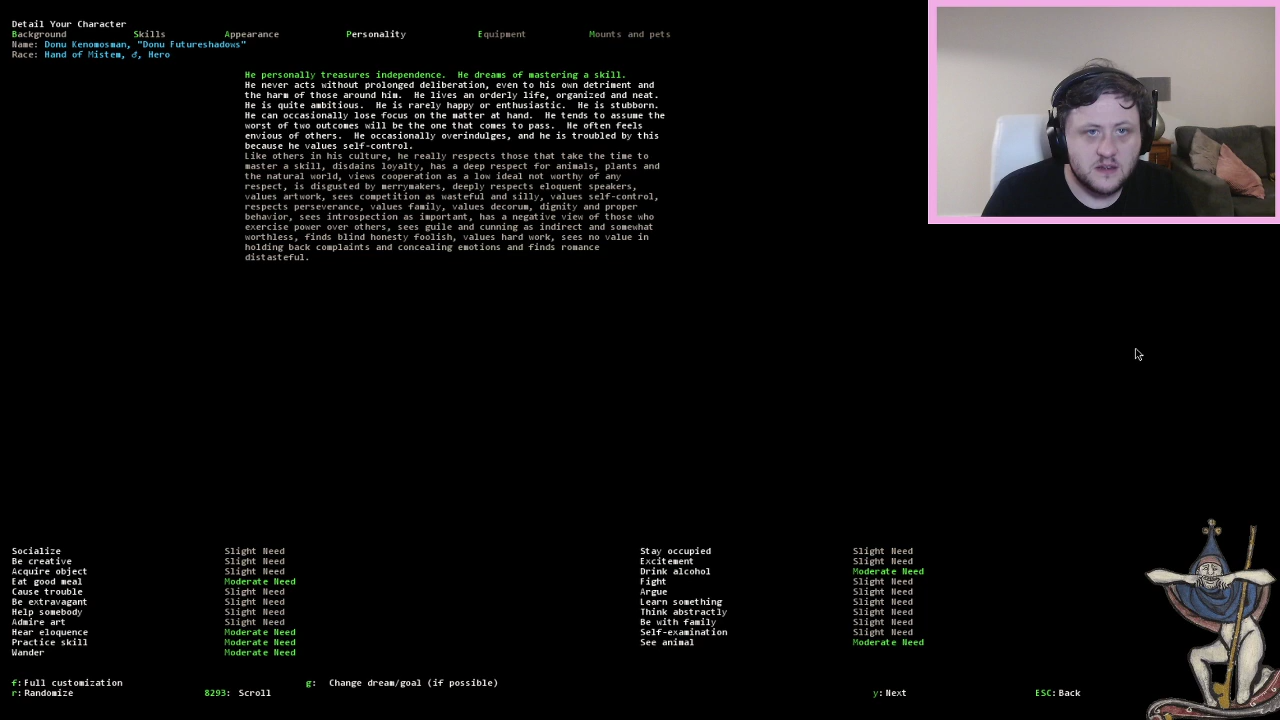 Detail Your Character
Background Skills Appearance Personality Equipment Mounts and pets
Name: Donu Kenomosman, "Donu Futureshadows"
Race: Hand of Mistem, ♂, Hero
He personally treasures independence. He dreams of mastering a skill.
He never acts without prolonged deliberation, even to his own detriment and
the harm of those around him. He lives an orderly life, organized and neat.
He is quite ambitious. He is rarely happy or enthusiastic. He is stubborn.
He can occasionally lose focus on the matter at hand. He tends to assume the
worst of two outcomes will be the one that comes to pass. He often feels
envious of others. He occasionally overindulges, and he is troubled by this
because he values self-control.
Like others in his culture, he really respects those that take the time to
master a skill, disdains loyalty, has a deep respect for animals, plants and
the natural world, views cooperation as a low ideal not worthy of any
respect, is disgusted by merrymakers, deeply respects eloquent speakers,
values artwork, sees competition as wasteful and silly, values self-control,
respects perseverance, values family, values decorum, dignity and proper
behavior, sees introspection as important, has a negative view of those who
exercise power over others, sees guile and cunning as indirect and somewhat
worthless, finds blind honesty foolish, values hard work, sees no value in
holding back complaints and concealing emotions and finds romance
distasteful.
Socialize Slight Need Stay occupied Slight Need
Be creative Slight Need Excitement Slight Need
Acquire object Slight Need Drink alcohol Moderate Need
Eat good meal Moderate Need Fight Slight Need
Cause trouble Slight Need Argue Slight Need
Be extravagant Slight Need Learn something Slight Need
Help somebody Slight Need Think abstractly Slight Need
Admire art Slight Need Be with family Slight Need
Hear eloquence Moderate Need Self-examination Slight Need
Practice skill Moderate Need See animal Moderate Need
Wander Moderate Need
f: Full customization g: Change dream/goal (if possible)
r: Randomize 8293: Scroll y: Next ESC: Back